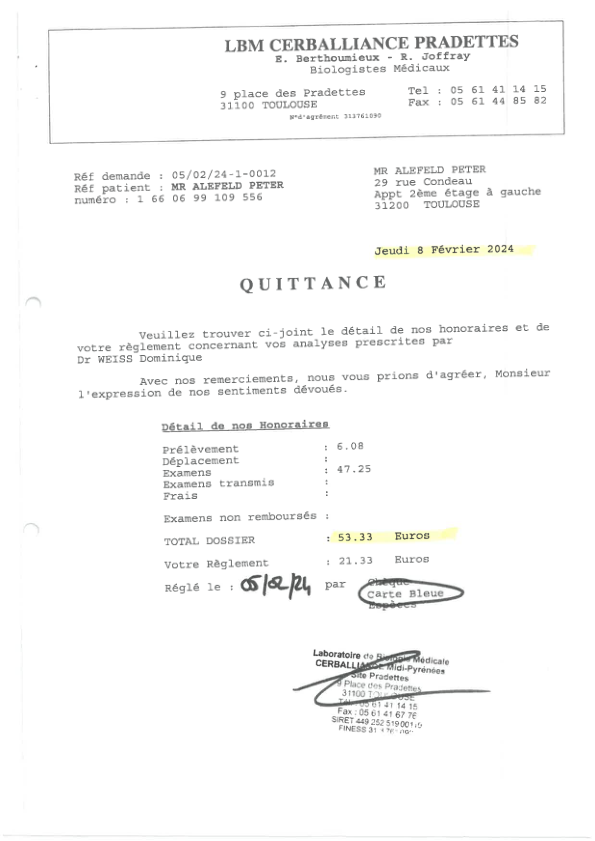 LBM CERBALLIANCE PRADETTES
E. Berthoumieux - R. Joffray
Biologistes Médicaux
9 place des Pradettes
31100 TOULOUSE
Tel : 05 61 41 14 15
Fax : 05 61 44 85 82
N°d'agrément 313761090
Réf demande : 05/02/24-1-0012
Réf patient : MR ALEFELD PETER
numéro : 1 66 06 99 109 556
MR ALEFELD PETER
29 rue Condeau
Appt 2ème étage à gauche
31200 TOULOUSE
Jeudi 8 Février 2024
QUITTANCE
Veuillez trouver ci-joint le détail de nos honoraires et de
votre règlement concernant vos analyses prescrites par
Dr WEISS Dominique
Avec nos remerciements, nous vous prions d'agréer, Monsieur
l'expression de nos sentiments dévoués.
Détail de nos Honoraires
Prélèvement : 6.08
Déplacement :
Examens : 47.25
Examens transmis :
Frais :
Examens non remboursés :
TOTAL DOSSIER : 53.33 Euros
Votre Règlement : 21.33 Euros
Réglé le : 05/02/24 par Chèque
Carte Bleue
Espèces
Laboratoire de Biologie Médicale
CERBALLIANCE Midi-Pyrénées
Site Pradettes
9 Place des Pradettes
31100 TOULOUSE
Tél : 05 61 41 14 15
Fax : 05 61 41 67 76
SIRET 449 252 519
FINESS 31